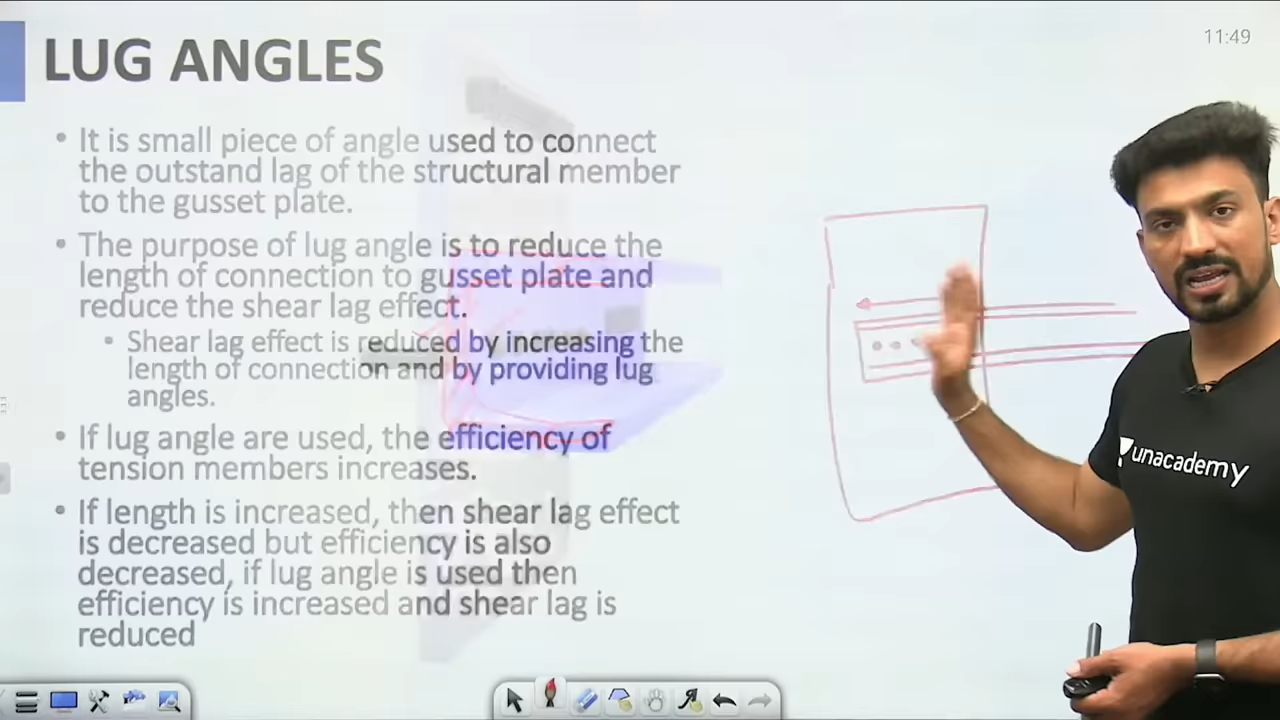 11:49
LUG ANGLES
• It is small piece of angle used to connect
the outstand lag of the structural member
to the gusset plate.
• The purpose of lug angle is to reduce the
length of connection to gusset plate and
reduce the shear lag effect.
• Shear lag effect is reduced by increasing the
length of connection and by providing lug
angles.
• If lug angle are used, the efficiency of
tension members increases.
• If length is increased, then shear lag effect
is decreased but efficiency is also
decreased, if lug angle is used then
efficiency is increased and shear lag is
reduced
unacademy